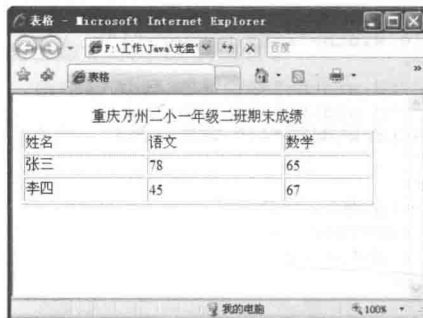 表格 - Microsoft Internet Explorer
F:\工作\Java\光盘
百度
表格
重庆万州二小一年级二班期末成绩
姓名 语文 数学
张三 78 65
李四 45 67
我的电脑 100%